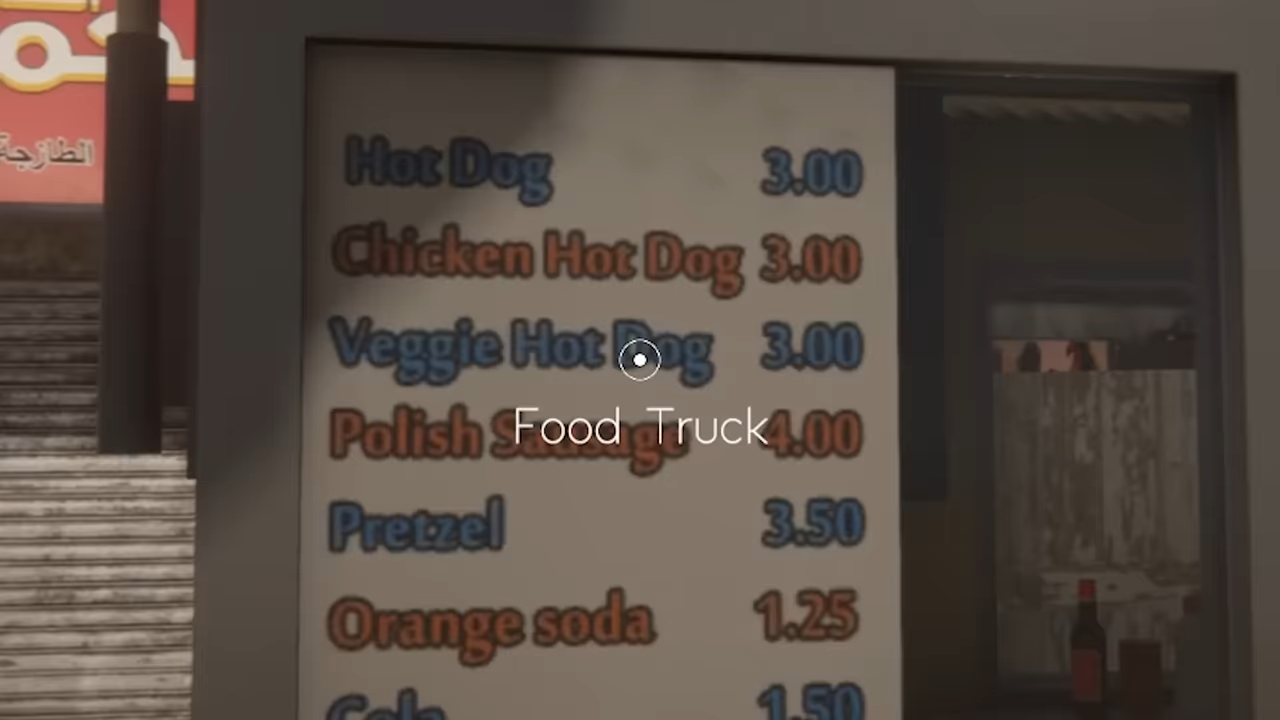 الطازجة
Hot Dog 3.00
Chicken Hot Dog 3.00
Veggie Hot Dog 3.00
Food Truck
Polish Sausage 4.00
Pretzel 3.50
Orange soda 1.25
Cola 1.50